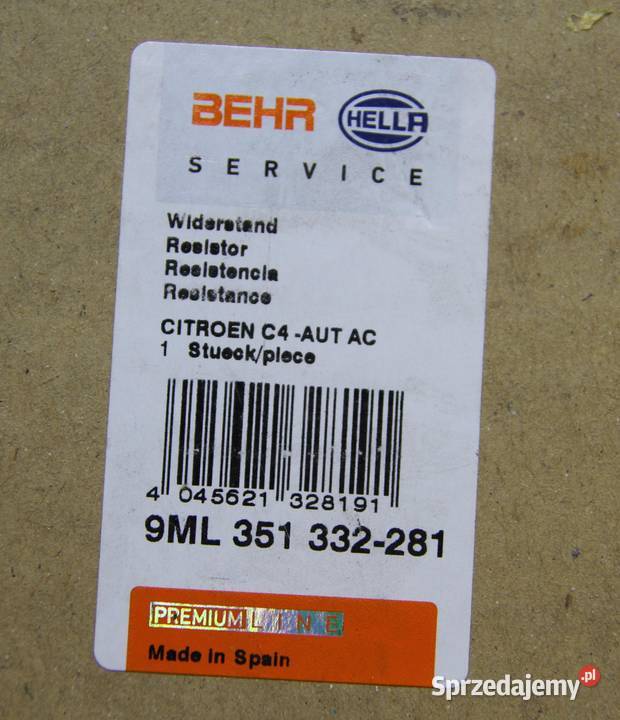 BEHR HELLA
SERVICE
Widerstand
Resistor
Resistencia
Resistance
CITROEN C4 -AUT AC
1 Stueck/piece
4 045621 328191
9ML 351 332-281
PREMIUM LINE
Made in Spain
Sprzedajemy.pl